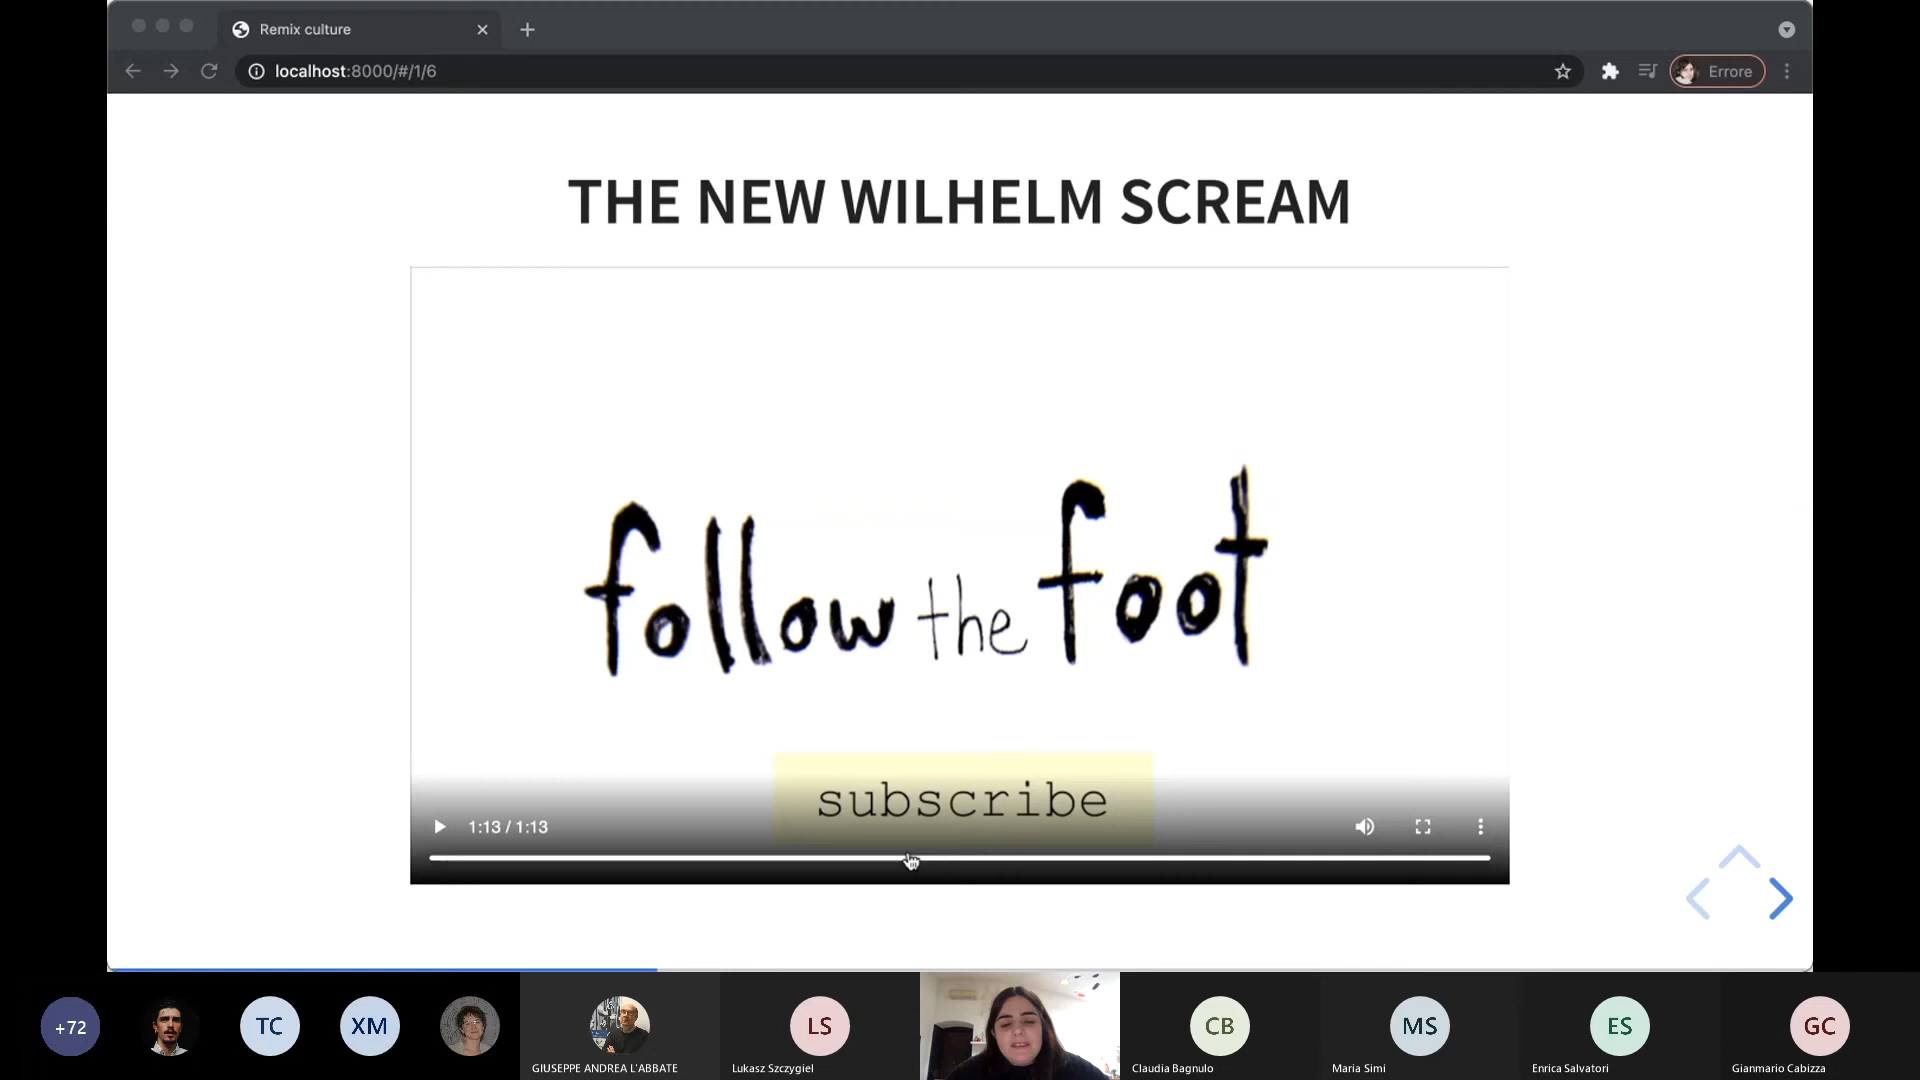 Remix culture
localhost:8000/#/1/6
Errore
THE NEW WILHELM SCREAM
follow the foot
subscribe
1:13 / 1:13
+72
TC
XM
LS
CB
MS
ES
GC
GIUSEPPE ANDREA L'ABBATE
Lukasz Szczygiel
Claudia Bagnulo
Maria Simi
Enrica Salvatori
Gianmario Cabizza